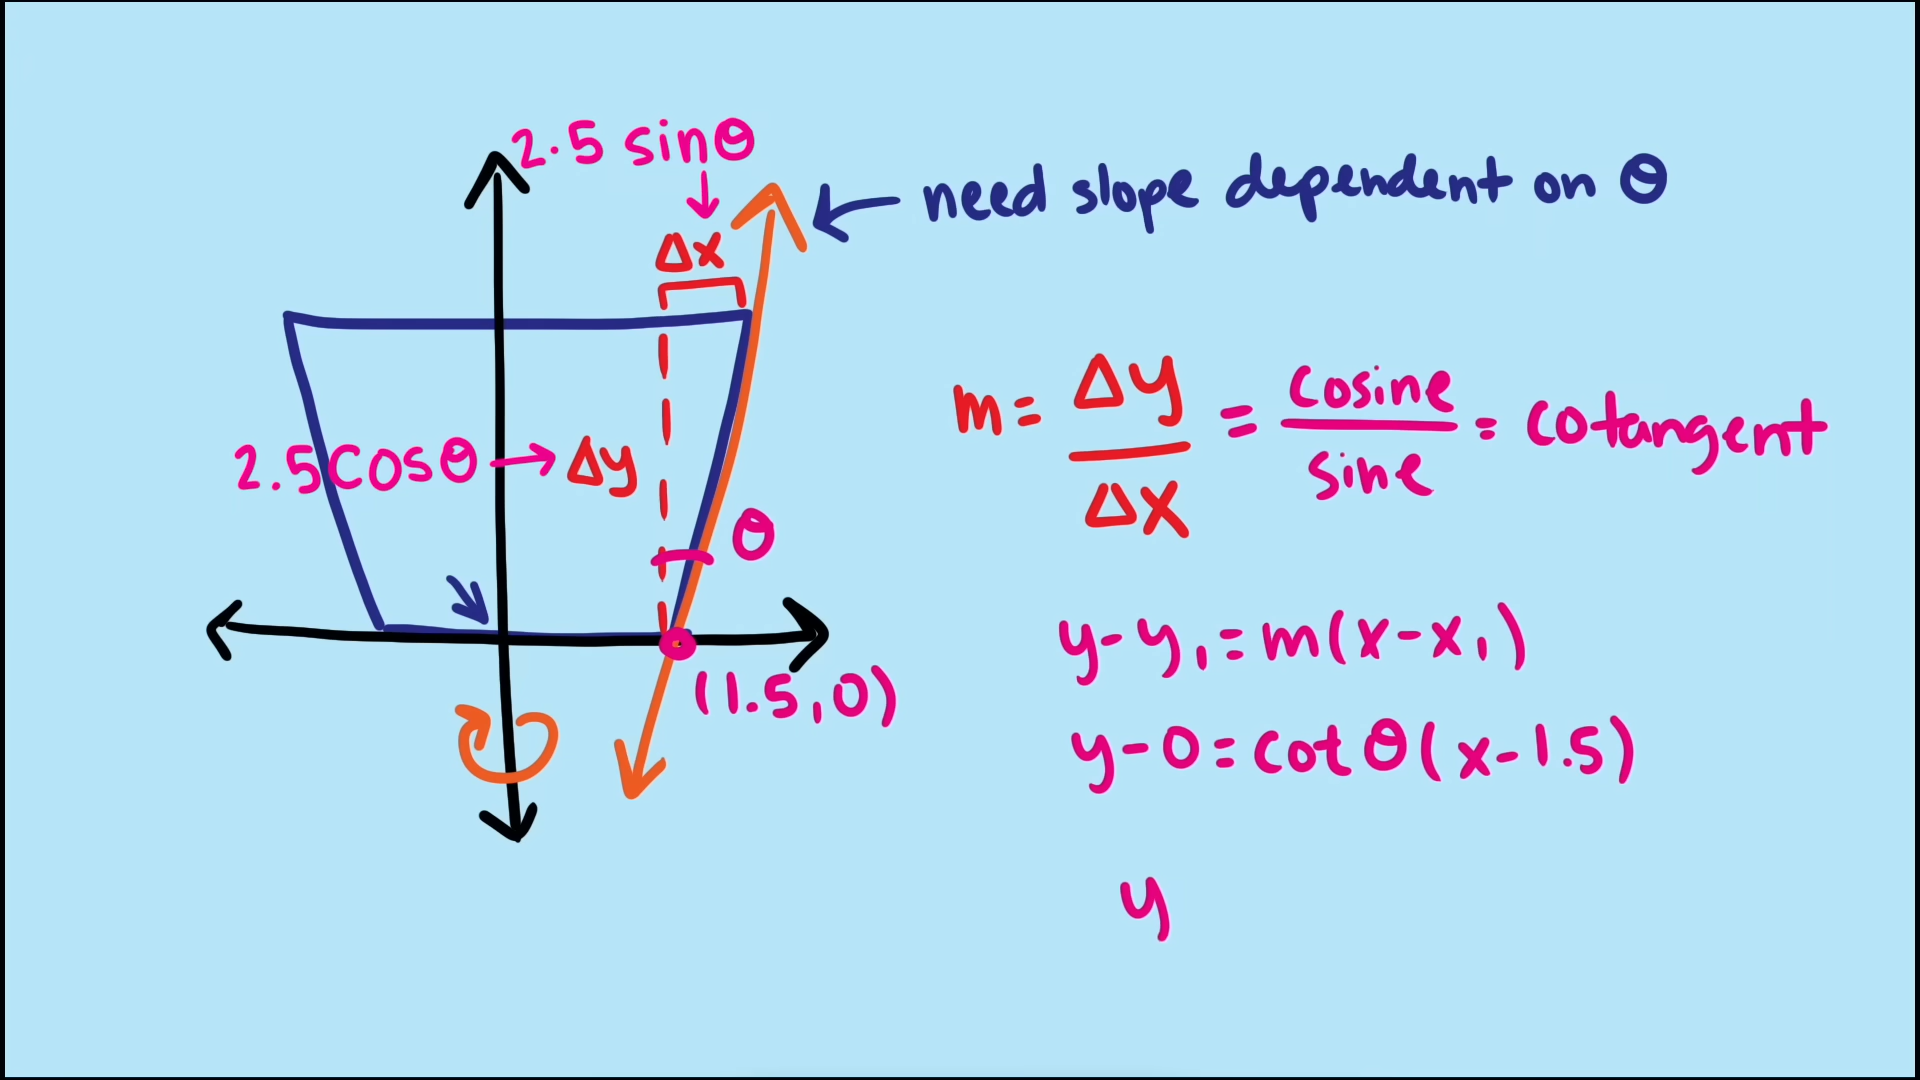 2.5 sinθ
need slope dependent on θ
Δx
m = Δy/Δx = cosine/sine = cotangent
2.5cosθ → Δy
θ
(1.5,0)
y-y₁=m(x-x₁)
y-0=cotθ(x-1.5)
y